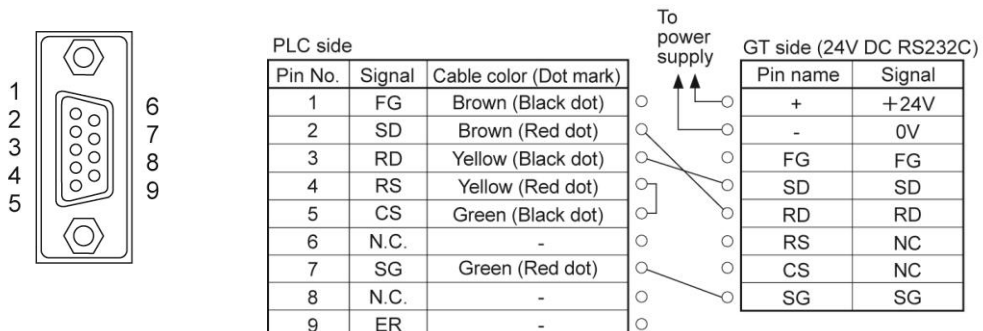 1
2
3
4
5
6
7
8
9
PLC side
Pin No. Signal Cable color (Dot mark)
1 FG Brown (Black dot)
2 SD Brown (Red dot)
3 RD Yellow (Black dot)
4 RS Yellow (Red dot)
5 CS Green (Black dot)
6 N.C. -
7 SG Green (Red dot)
8 N.C. -
9 ER -
To
power
supply
GT side (24V DC RS232C)
Pin name Signal
+ +24V
- 0V
FG FG
SD SD
RD RD
RS NC
CS NC
SG SG